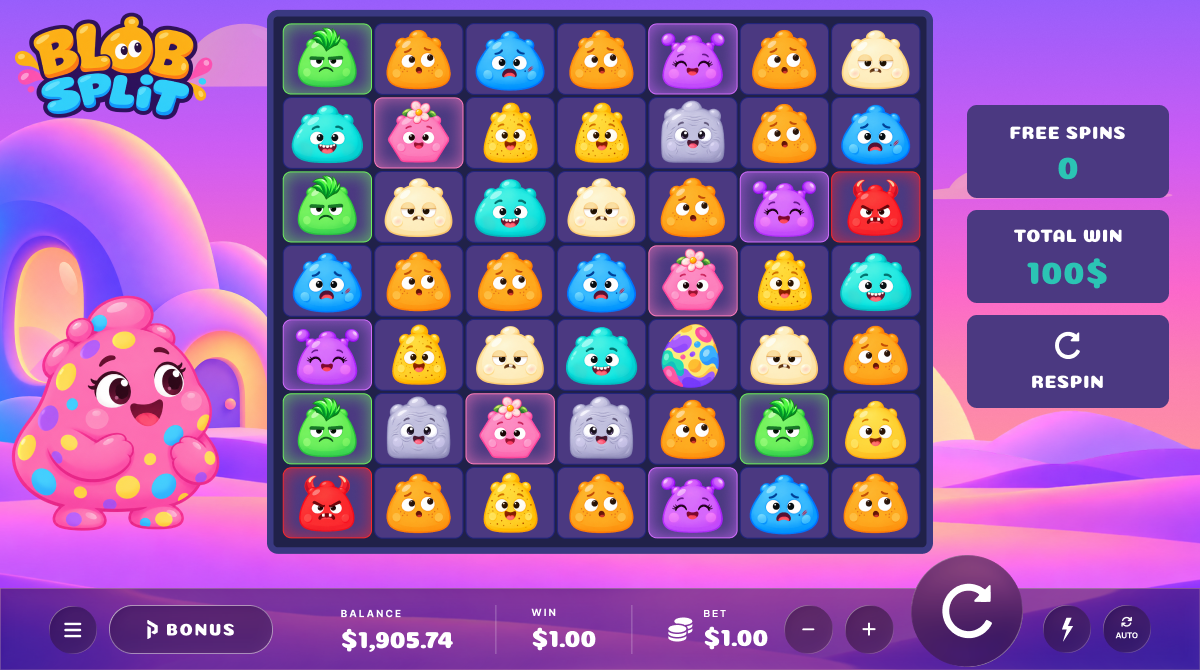 BLOB
SPLIT
FREE SPINS
0
TOTAL WIN
100$
RESPIN
BONUS
BALANCE
$1,905.74
WIN
$1.00
BET
$1.00
−
+
AUTO